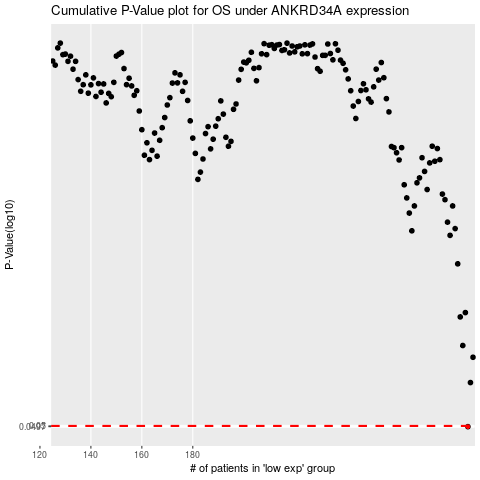 Cumulative P-Value plot for OS under ANKRD34A expression
P-Value(log10)
120
140
160
180
# of patients in 'low exp' group